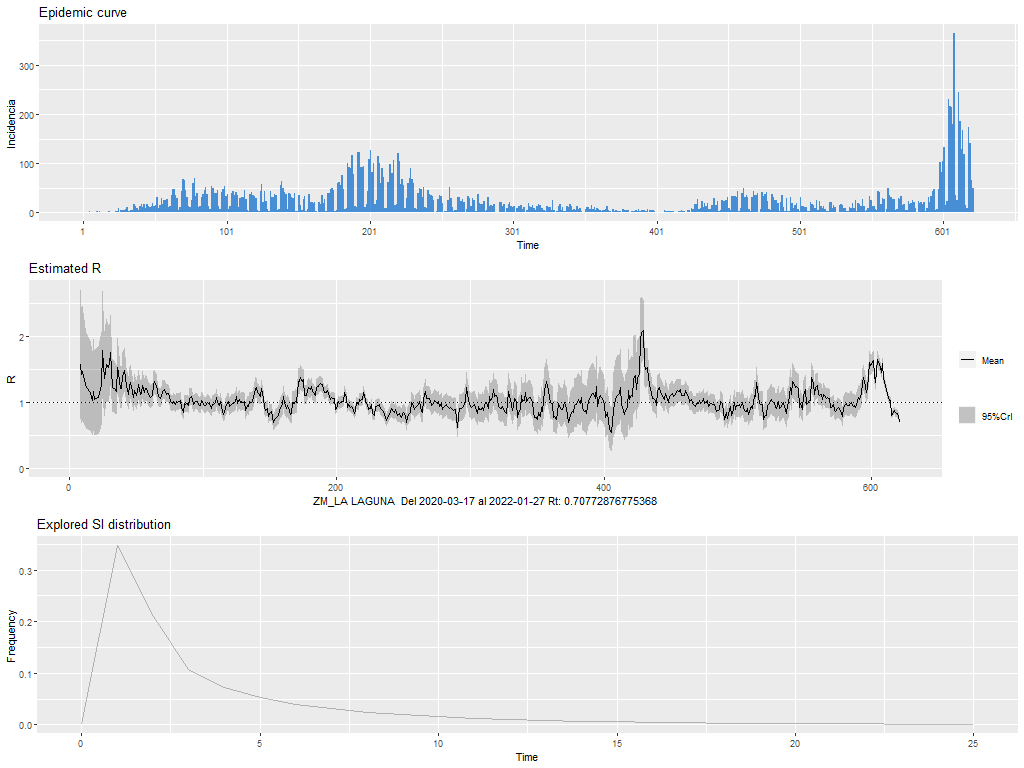 Epidemic curve
Incidencia
300
200
100
0
1 101 201 301 401 501 601
Time
Estimated R
R
2
1
0
0 200 400 600
ZM_LA LAGUNA Del 2020-03-17 al 2022-01-27 Rt: 0.70772876775368
Mean
95%CrI
Explored SI distribution
Frequency
0.3
0.2
0.1
0.0
0 5 10 15 20 25
Time